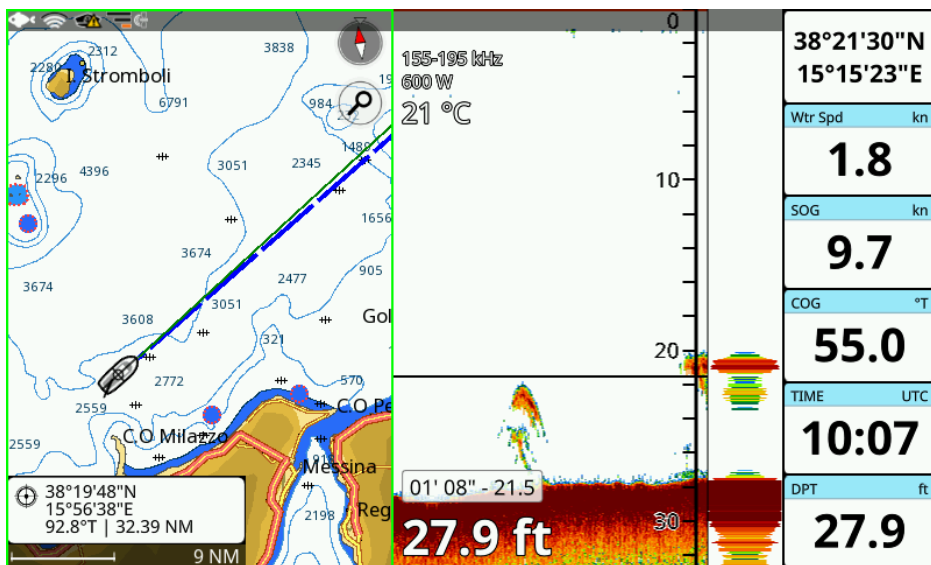 2312
2280
I. Stromboli
3838
6791
984
2345
1489
3051
4396
2296
1656
3674
2477
905
3674
3051
3608
Gol
321
2772
570
2559
C.O Pe
C.O Milazzo
2559
Messina
Reg
2198
38°19'48"N
15°56'38"E
92.8°T | 32.39 NM
9 NM
0
155-195 kHz
600 W
21 °C
10
20
01' 08" - 21.5
30
27.9 ft
38°21'30"N
15°15'23"E
Wtr Spd kn
1.8
SOG kn
9.7
COG °T
55.0
TIME UTC
10:07
DPT ft
27.9